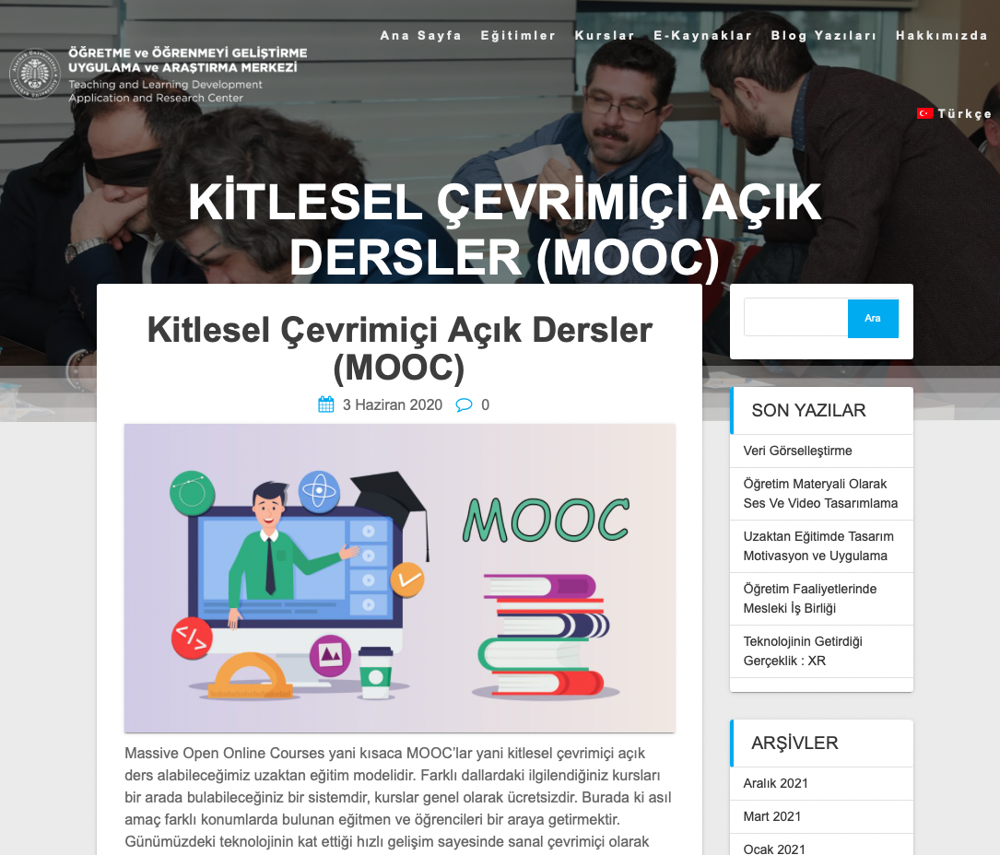 Ana Sayfa Eğitimler Kurslar E-Kaynaklar Blog Yazıları Hakkımızda
ÖĞRETME ve ÖĞRENMEYİ GELİŞTİRME
UYGULAMA ve ARAŞTIRMA MERKEZİ
Teaching and Learning Development
Application and Research Center
Türkçe
KİTLESEL ÇEVRİMİÇİ AÇIK
DERSLER (MOOC)
Kitlesel Çevrimiçi Açık Dersler
(MOOC)
3 Haziran 2020 0
MOOC
Massive Open Online Courses yani kısaca MOOC’lar yani kitlesel çevrimiçi açık
ders alabileceğimiz uzaktan eğitim modelidir. Farklı dallardaki ilgilendiğiniz kursları
bir arada bulabileceğiniz bir sistemdir, kurslar genel olarak ücretsizdir. Burada ki asıl
amaç farklı konumlarda bulunan eğitmen ve öğrencileri bir araya getirmektir.
Günümüzdeki teknolojinin kat ettiği hızlı gelişim sayesinde sanal çevrimiçi olarak
Ara
SON YAZILAR
Veri Görselleştirme
Öğretim Materyali Olarak
Ses Ve Video Tasarımlama
Uzaktan Eğitimde Tasarım
Motivasyon ve Uygulama
Öğretim Faaliyetlerinde
Mesleki İş Birliği
Teknolojinin Getirdiği
Gerçeklik : XR
ARŞİVLER
Aralık 2021
Mart 2021
Ocak 2021